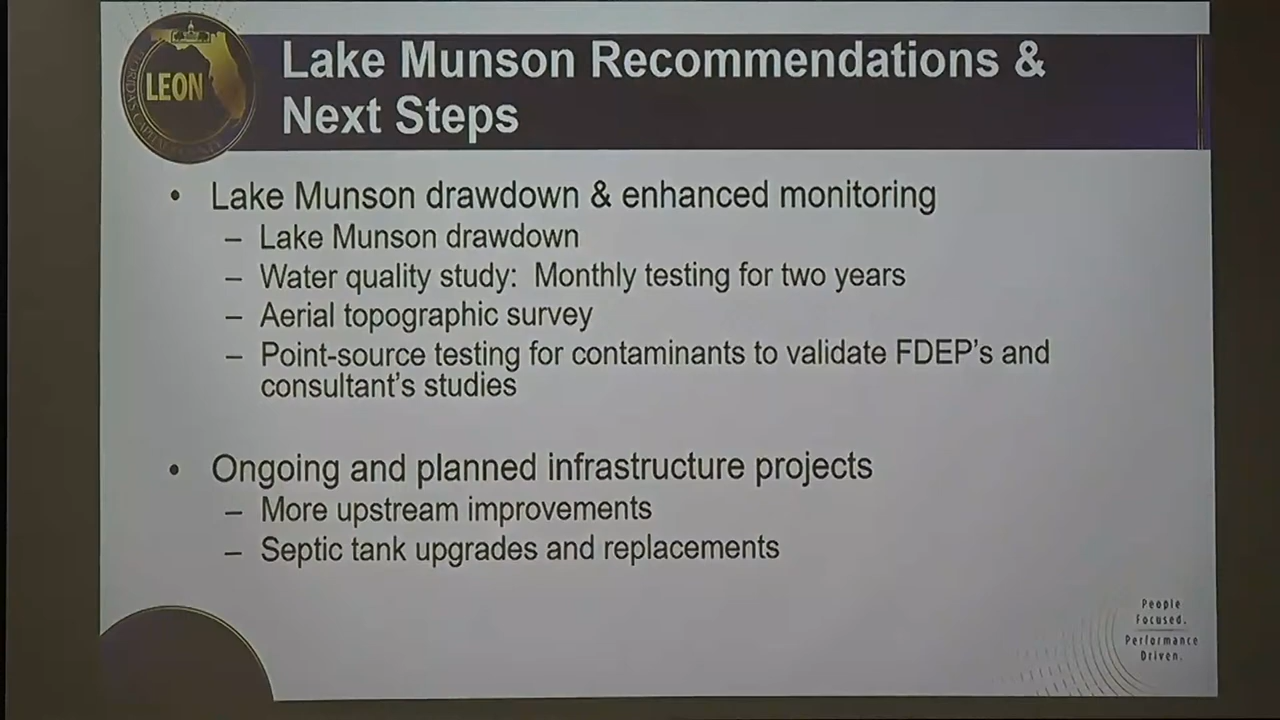 LEON
Lake Munson Recommendations &
Next Steps
• Lake Munson drawdown & enhanced monitoring
– Lake Munson drawdown
– Water quality study: Monthly testing for two years
– Aerial topographic survey
– Point-source testing for contaminants to validate FDEP's and
consultant's studies
• Ongoing and planned infrastructure projects
– More upstream improvements
– Septic tank upgrades and replacements
People
Focused.
Performance
Driven.